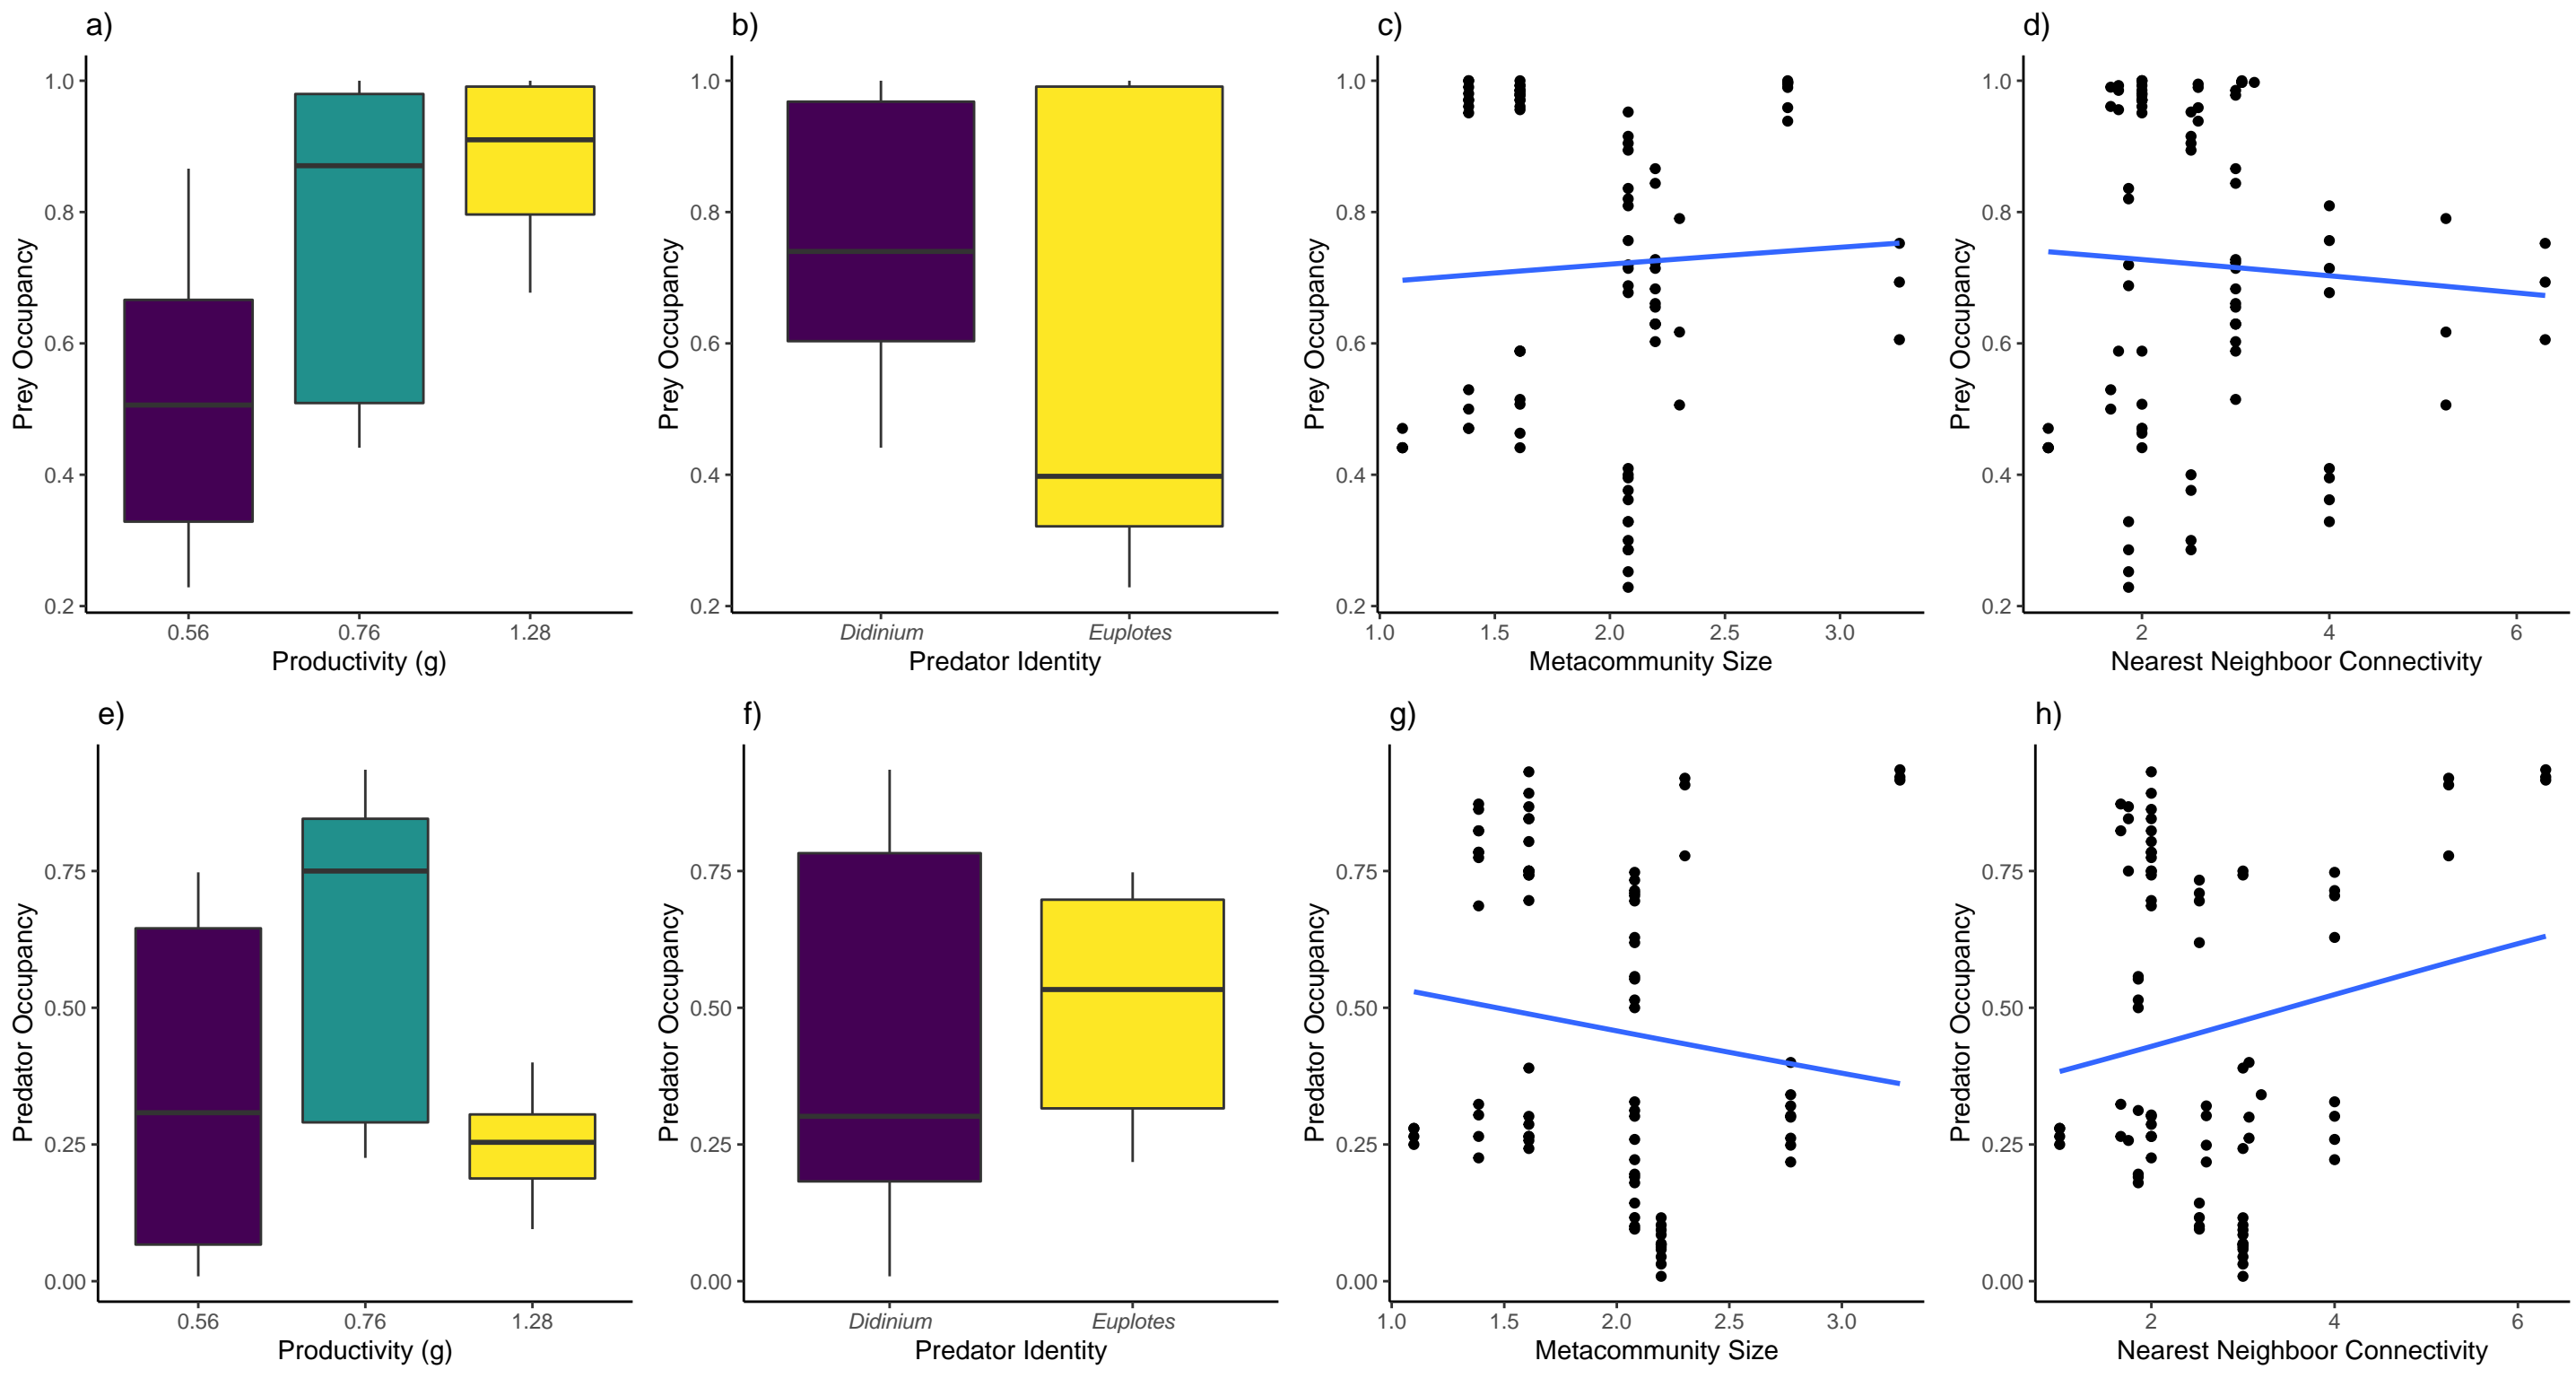 a)
1.0
0.8
0.6
0.4
0.2
Prey Occupancy
0.56 0.76 1.28
Productivity (g)
b)
1.0
0.8
0.6
0.4
0.2
Prey Occupancy
Didinium Euplotes
Predator Identity
c)
1.0
0.8
0.6
0.4
0.2
Prey Occupancy
1.0 1.5 2.0 2.5 3.0
Metacommunity Size
d)
1.0
0.8
0.6
0.4
0.2
Prey Occupancy
2 4 6
Nearest Neighboor Connectivity
e)
0.75
0.50
0.25
0.00
Predator Occupancy
0.56 0.76 1.28
Productivity (g)
f)
0.75
0.50
0.25
0.00
Predator Occupancy
Didinium Euplotes
Predator Identity
g)
0.75
0.50
0.25
0.00
Predator Occupancy
1.0 1.5 2.0 2.5 3.0
Metacommunity Size
h)
0.75
0.50
0.25
0.00
Predator Occupancy
2 4 6
Nearest Neighboor Connectivity